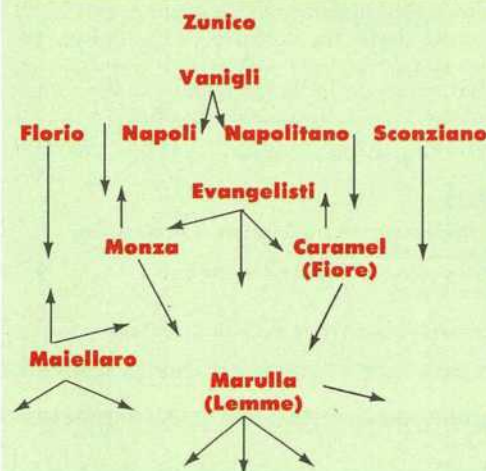 Zunico
Vanigli
Florio Napoli Napolitano Sconziano
Evangelisti
Monza Caramel
(Fiore)
Maiellaro
Marulla
(Lemme)